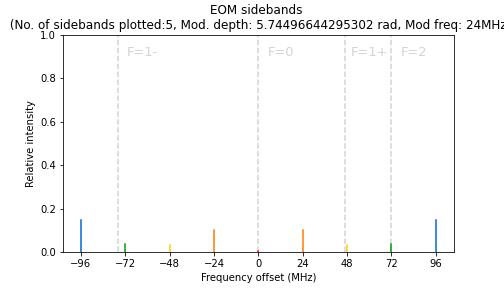 EOM sidebands
(No. of sidebands plotted:5, Mod. depth: 5.74496644295302 rad, Mod freq: 24MHz
1.0
F=1- F=0 F=1+ F=2
0.8
0.6
Relative intensity
0.4
0.2
0.0
−96 −72 −48 −24 0 24 48 72 96
Frequency offset (MHz)